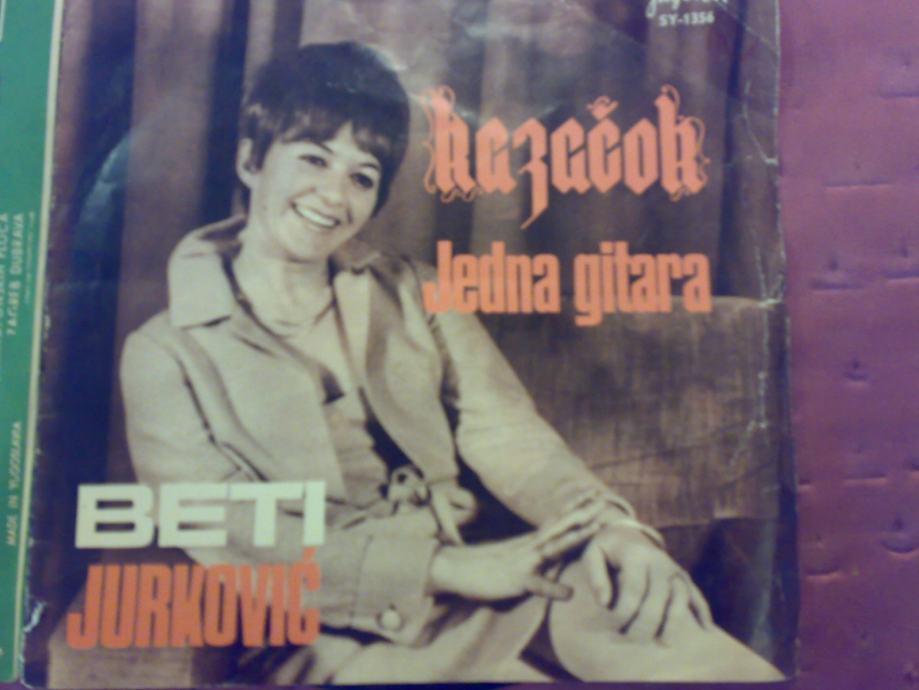 SY-1356
Kazačok
Jedna gitara
BETI
JURKOVIĆ
ZAGREB DUBRAVA
MADE IN YUGOSLAVIA